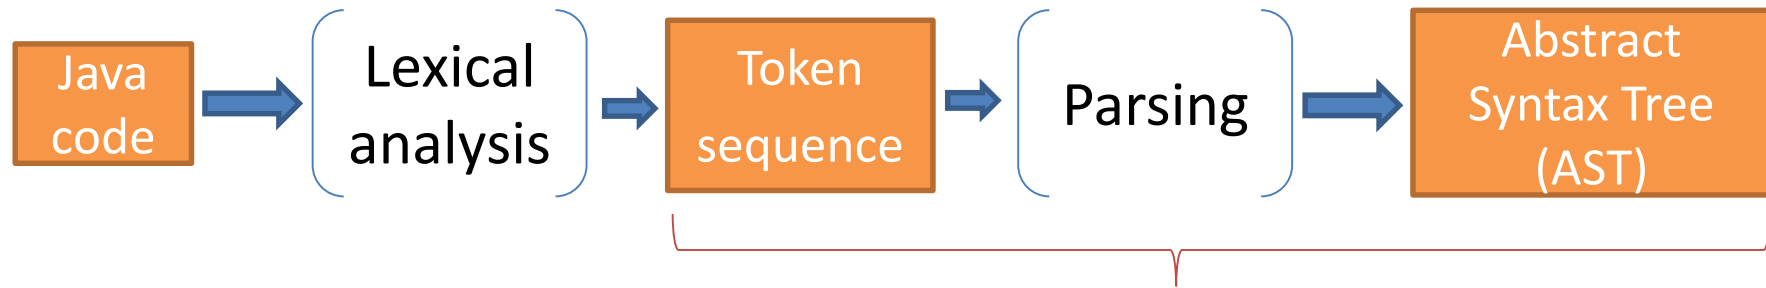 Java
code
Lexical
analysis
Token
sequence
Parsing
Abstract
Syntax Tree
(AST)